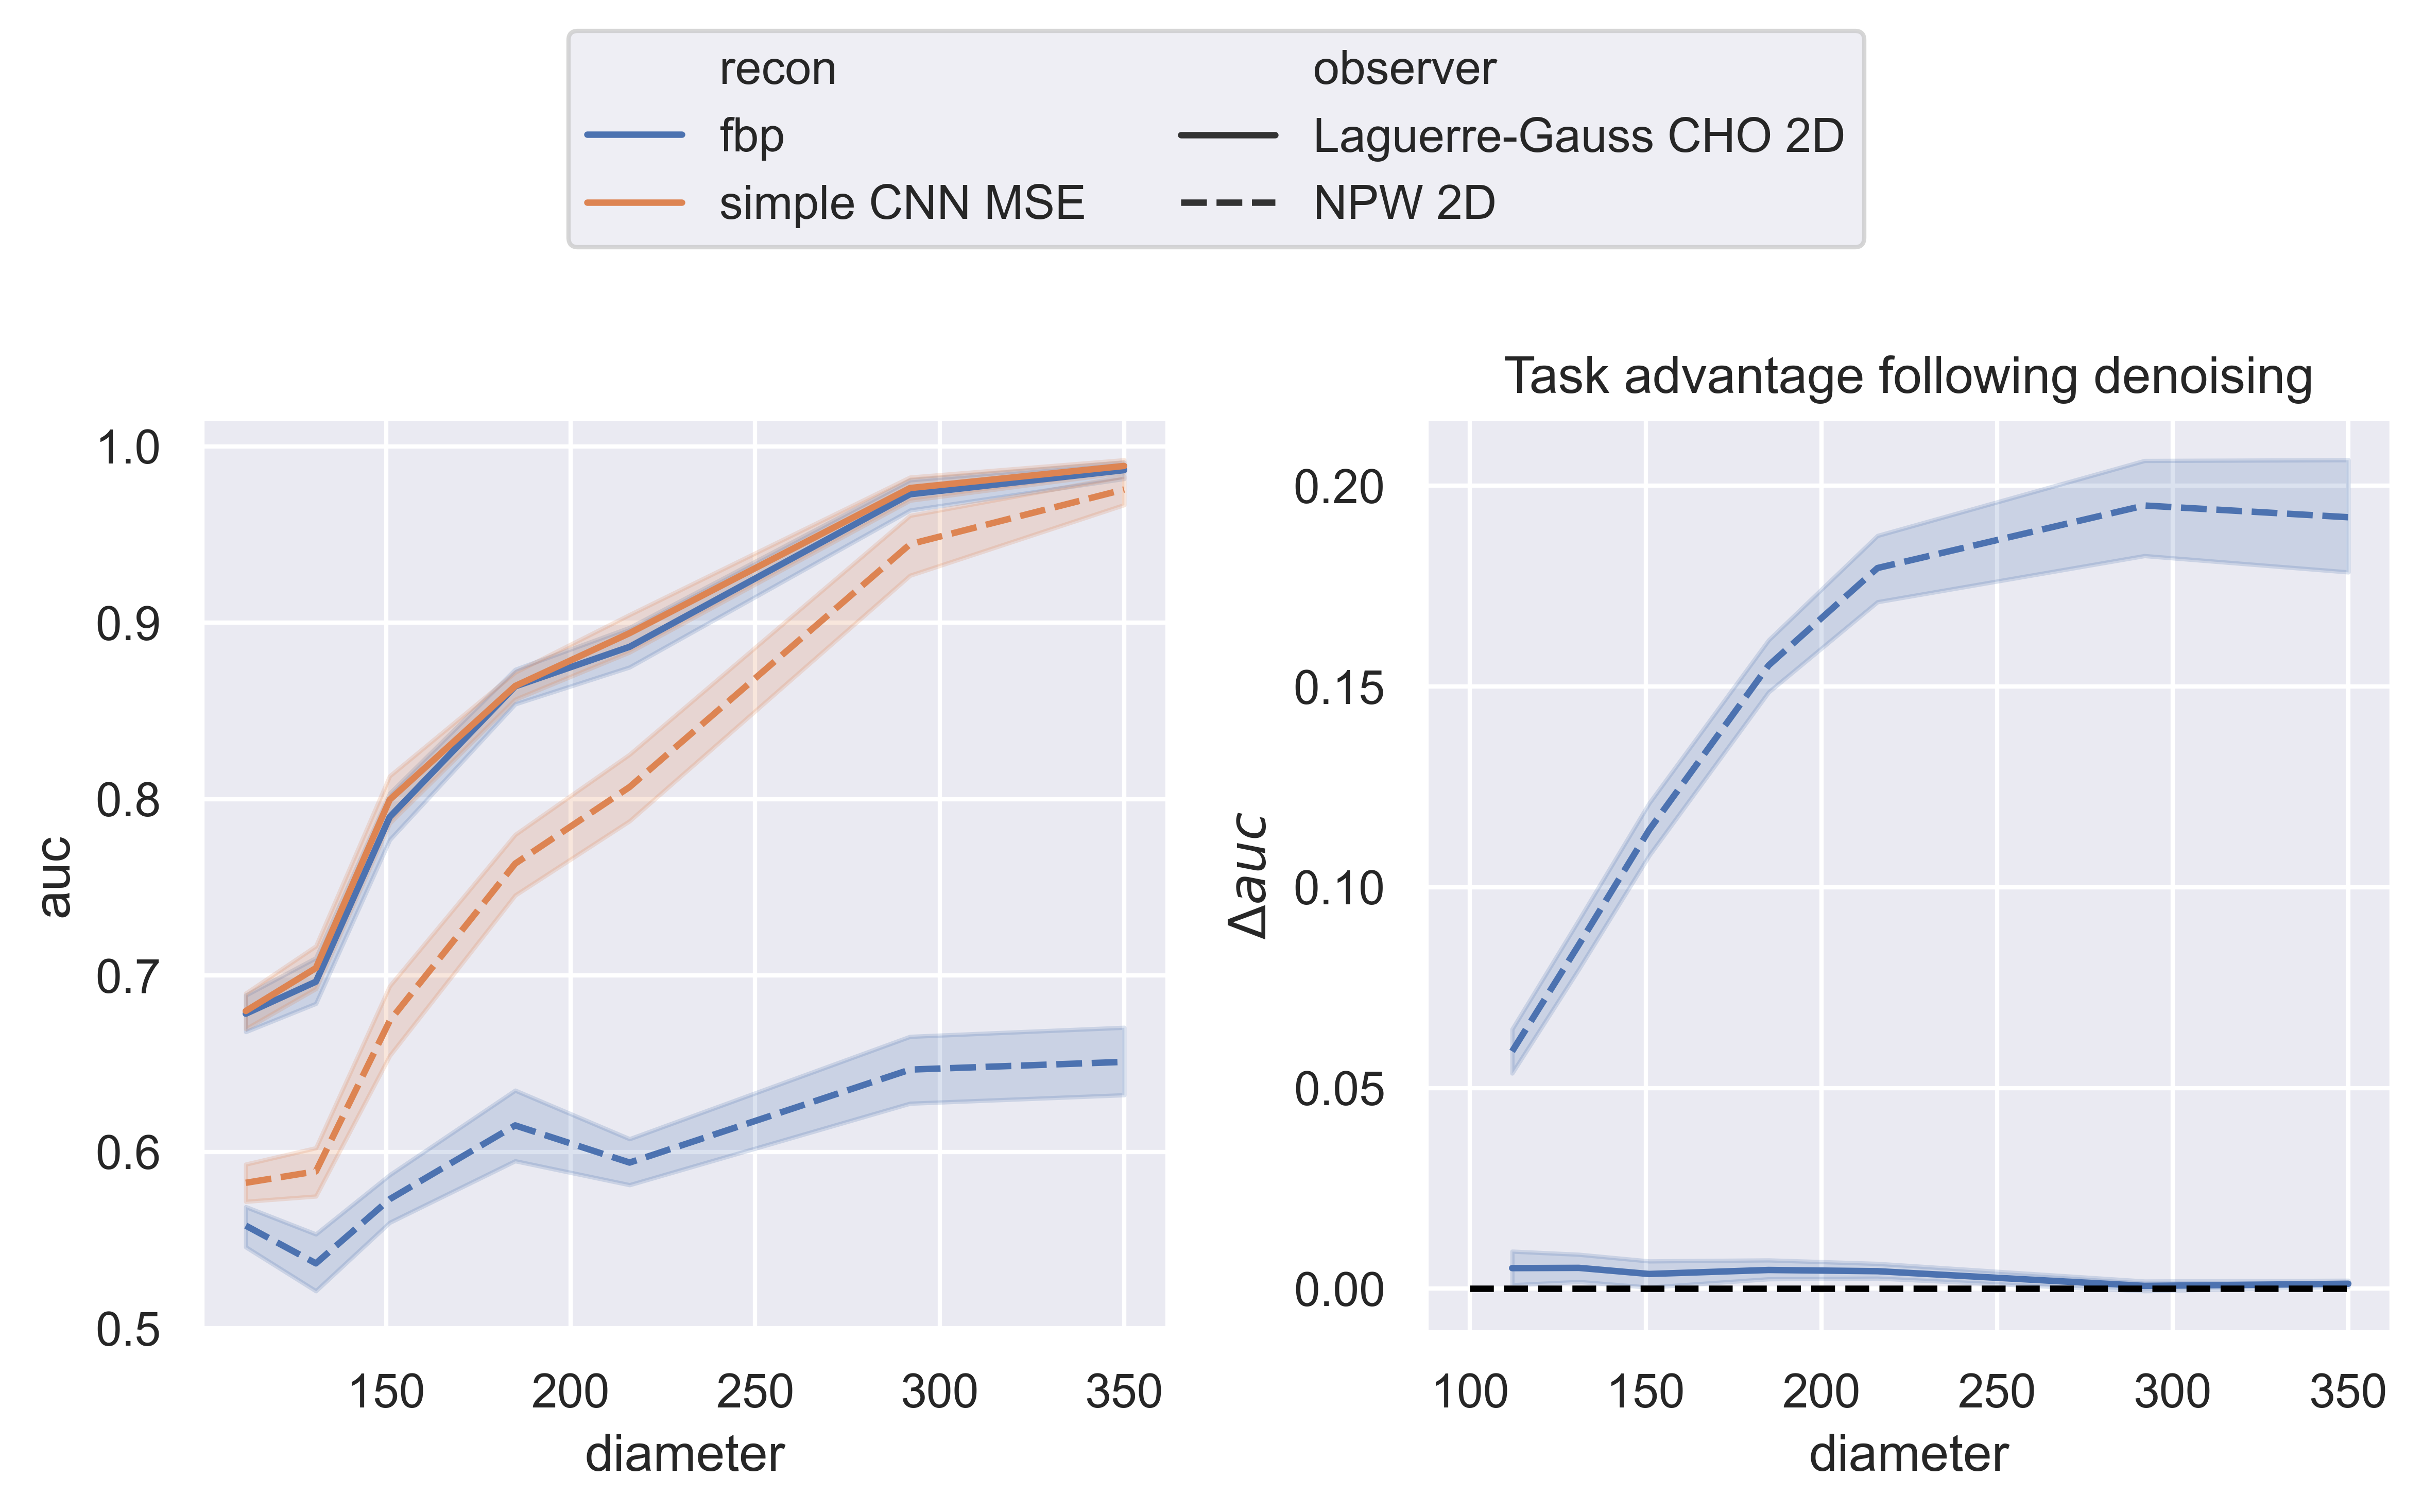 recon
fbp
simple CNN MSE
observer
Laguerre-Gauss CHO 2D
NPW 2D
1.0
0.9
0.8
0.7
0.6
0.5
auc
150 200 250 300 350
diameter
Task advantage following denoising
0.20
0.15
0.10
0.05
0.00
Δauc
100 150 200 250 300 350
diameter